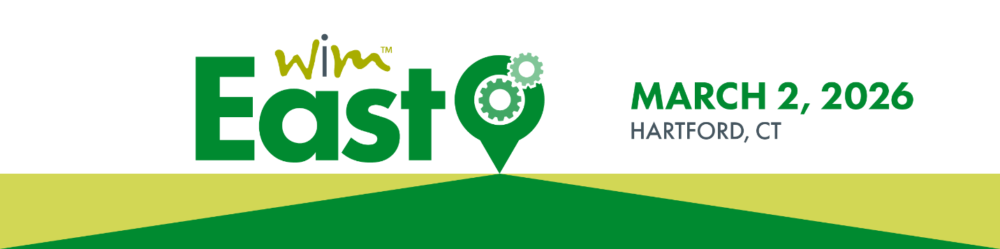 wim™
East
MARCH 2, 2026
HARTFORD, CT